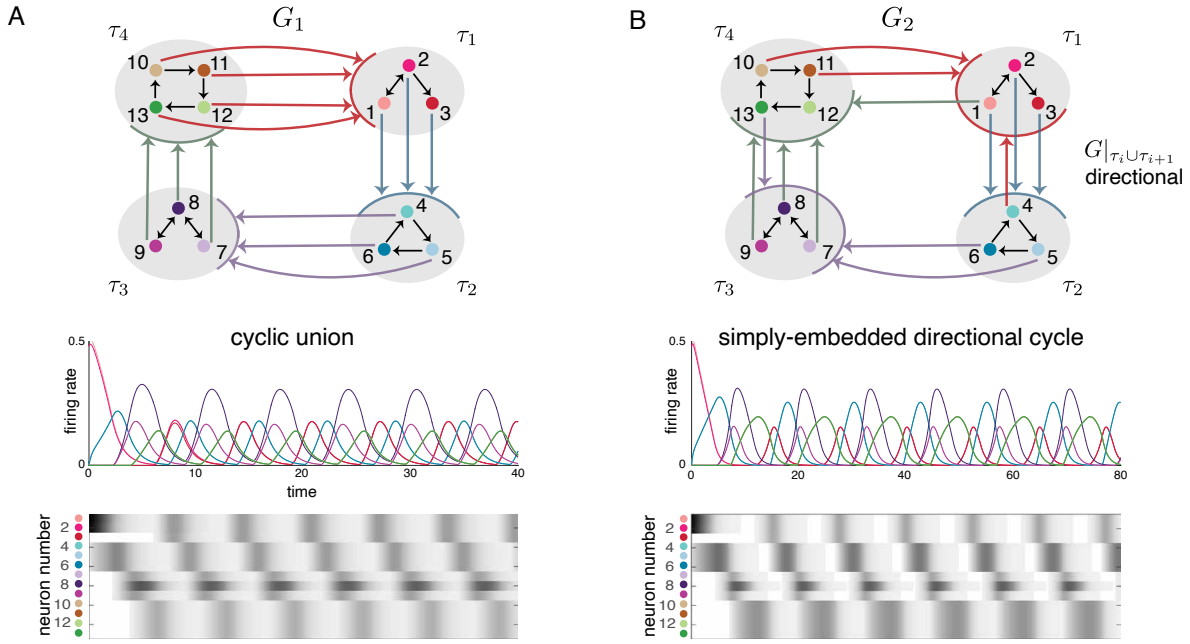 A
G₁
τ₄
τ₁
10
11
13
12
2
1
3
8
9
7
4
6
5
τ₃
τ₂
cyclic union
0.5
firing rate
0
0
10
20
30
40
time
neuron number
2
4
6
8
10
12
B
G₂
τ₄
τ₁
10
11
13
12
2
1
3
G|τᵢ∪τᵢ₊₁
directional
8
9
7
4
6
5
τ₃
τ₂
simply-embedded directional cycle
0.5
firing rate
0
0
20
40
60
80
neuron number
2
4
6
8
10
12